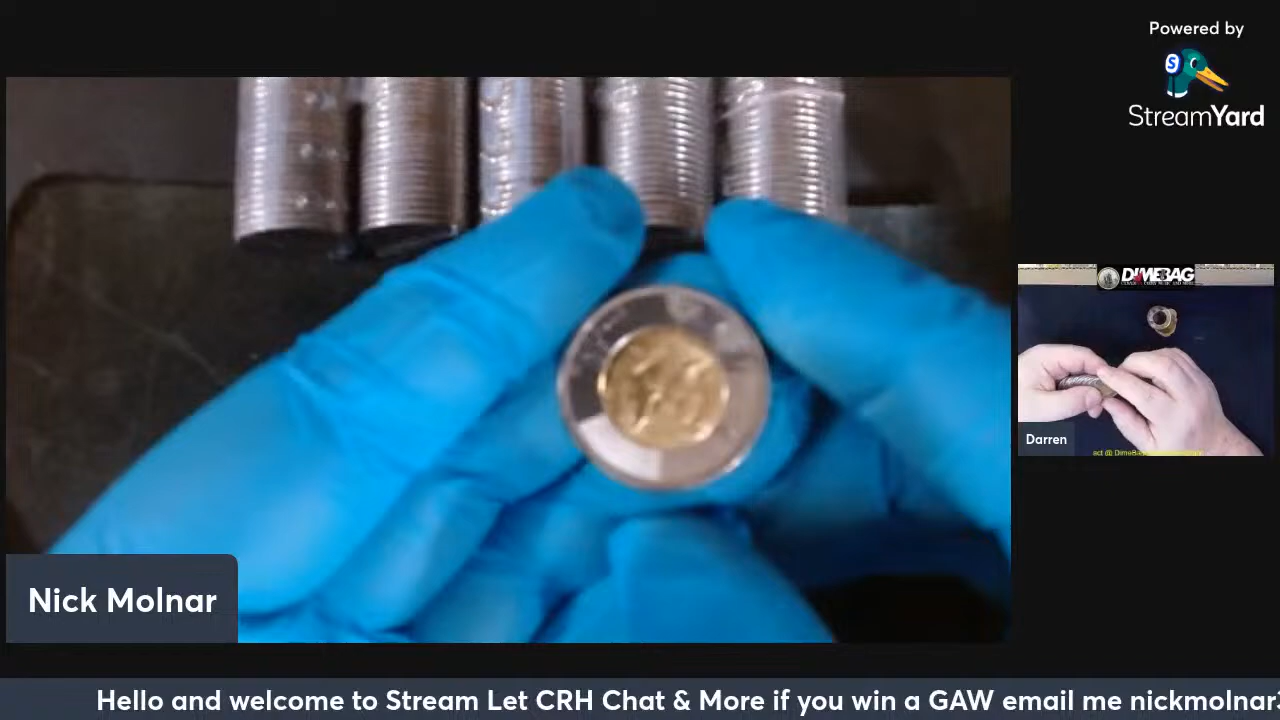 Powered by
S
StreamYard
DIMEBAG
Darren
Nick Molnar
Hello and welcome to Stream Let CRH Chat & More if you win a GAW email me nickmolnar